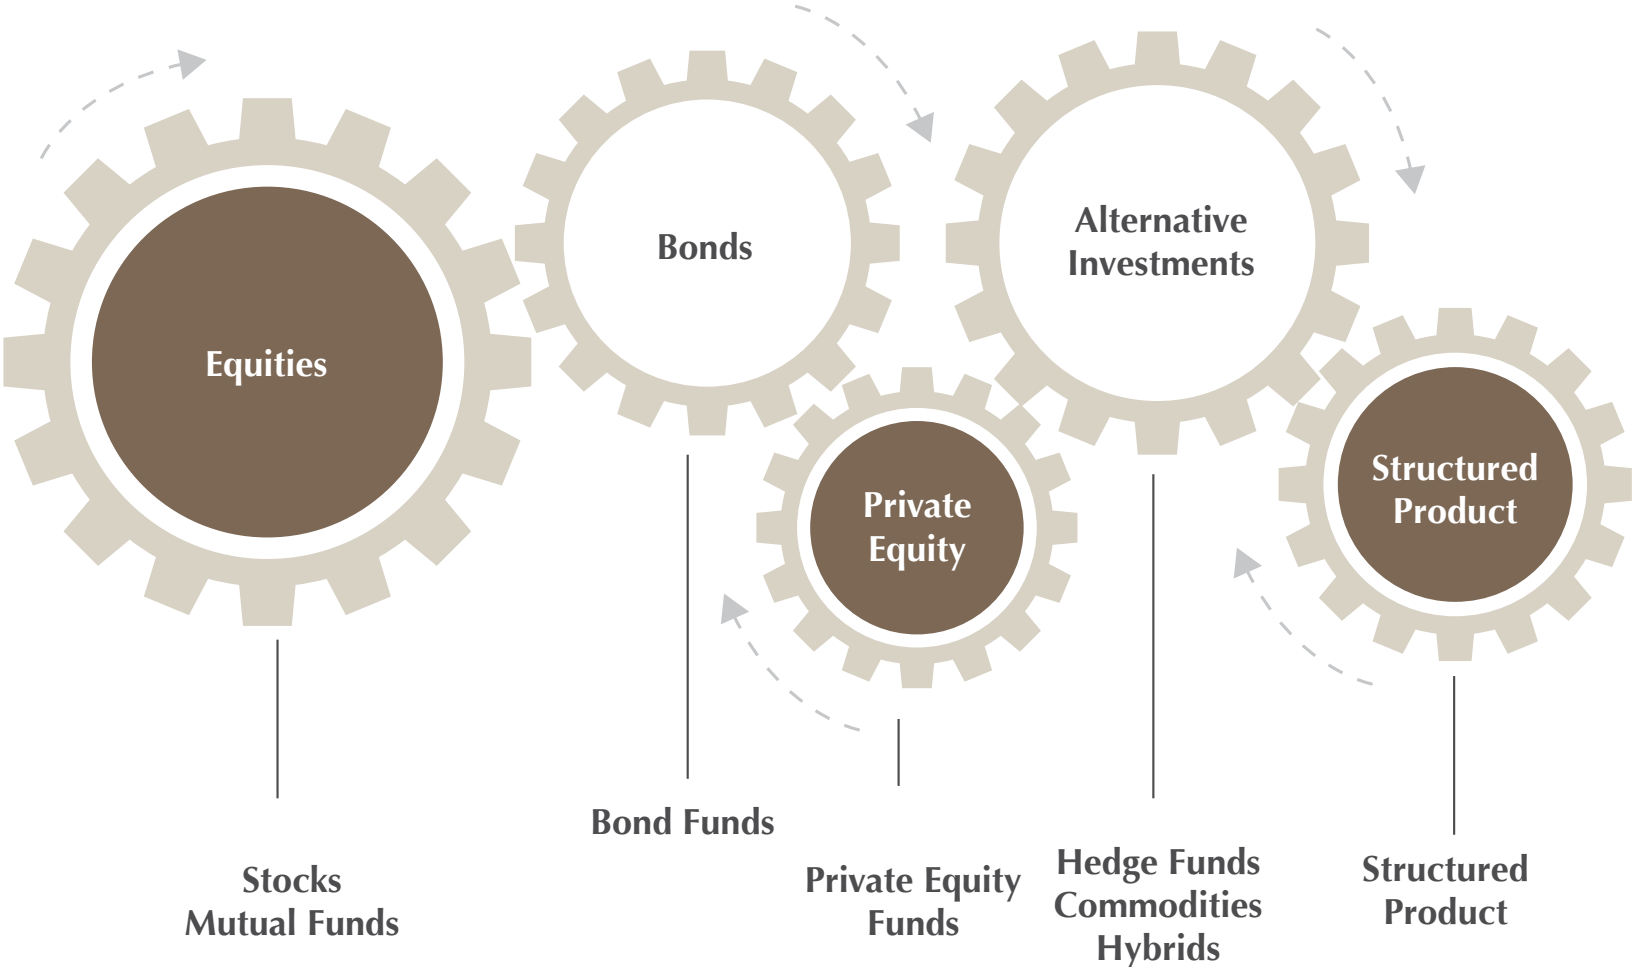 Equities
Bonds
Alternative
Investments
Private
Equity
Structured
Product
Stocks
Mutual Funds
Bond Funds
Private Equity
Funds
Hedge Funds
Commodities
Hybrids
Structured
Product